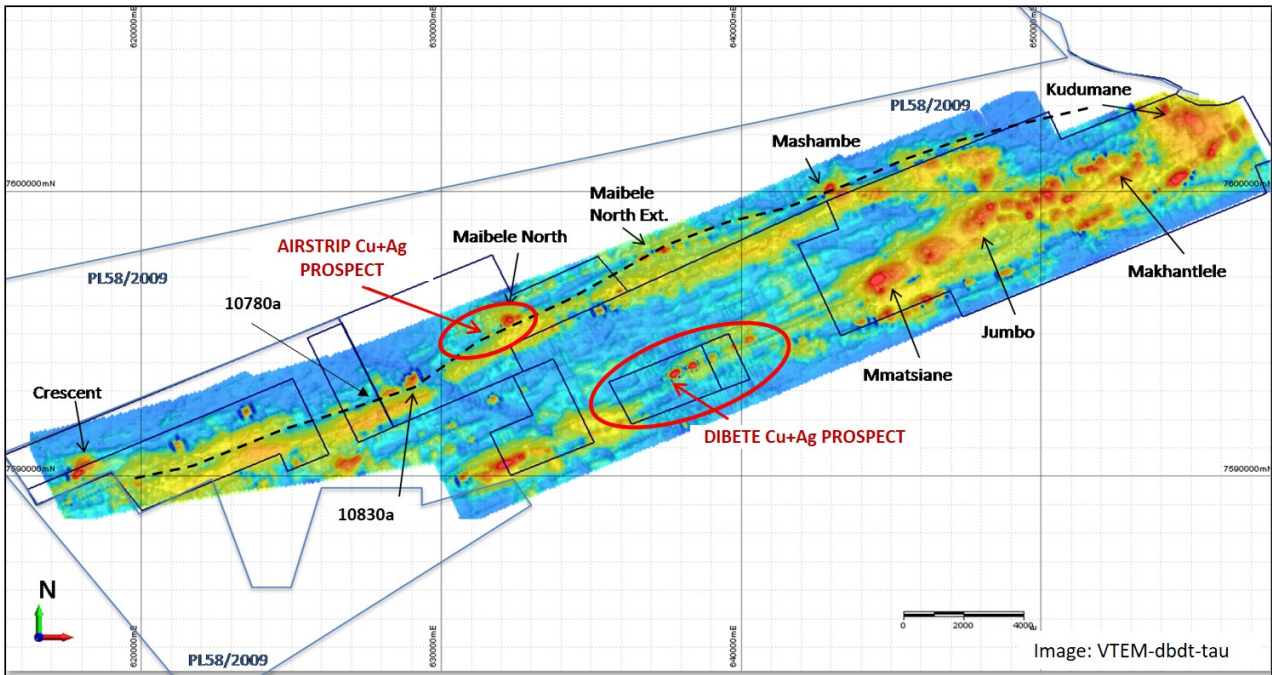 620000mE
630000mE
640000mE
650000mE
Kudumane
PL58/2009
Mashambe
7600000mN
7600000mN
Maibele
North Ext.
AIRSTRIP Cu+Ag
PROSPECT
Maibele North
PL58/2009
Makhantlele
10780a
Jumbo
Crescent
Mmatsiane
DIBETE Cu+Ag PROSPECT
7590000mN
7590000mN
10830a
N
0
2000
4000
Image: VTEM-dbdt-tau
PL58/2009
620000mE
630000mE
640000mE